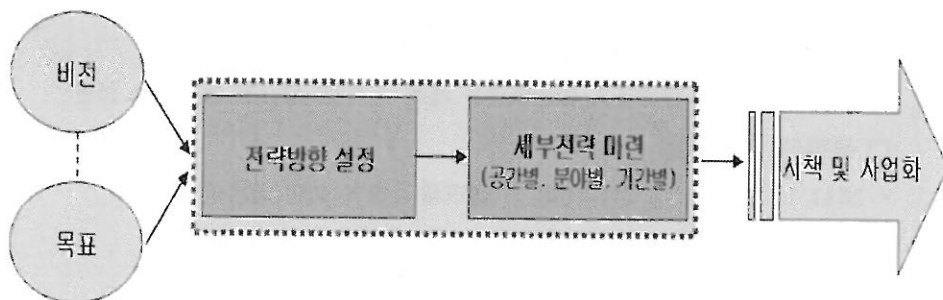 비전
목표
전략방향 설정
세부전략 마련
(공간별, 분야별, 기간별)
시책 및 사업화